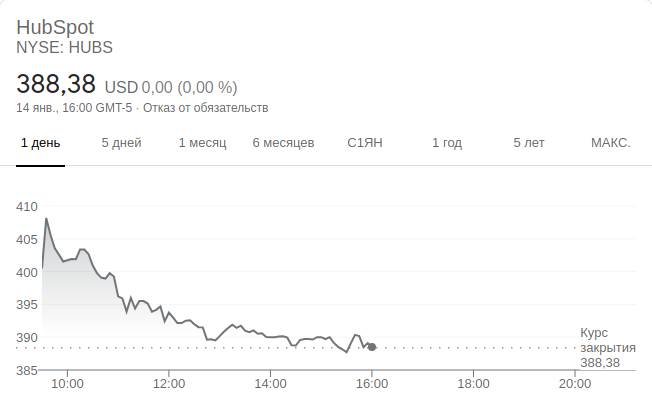 HubSpot
NYSE: HUBS
388,38 USD 0,00 (0,00 %)
14 янв., 16:00 GMT-5 · Отказ от обязательств
1 день 5 дней 1 месяц 6 месяцев С1ЯН 1 год 5 лет МАКС.
410
405
400
395
390
385
Курс
закрытия
388,38
10:00 12:00 14:00 16:00 18:00 20:00